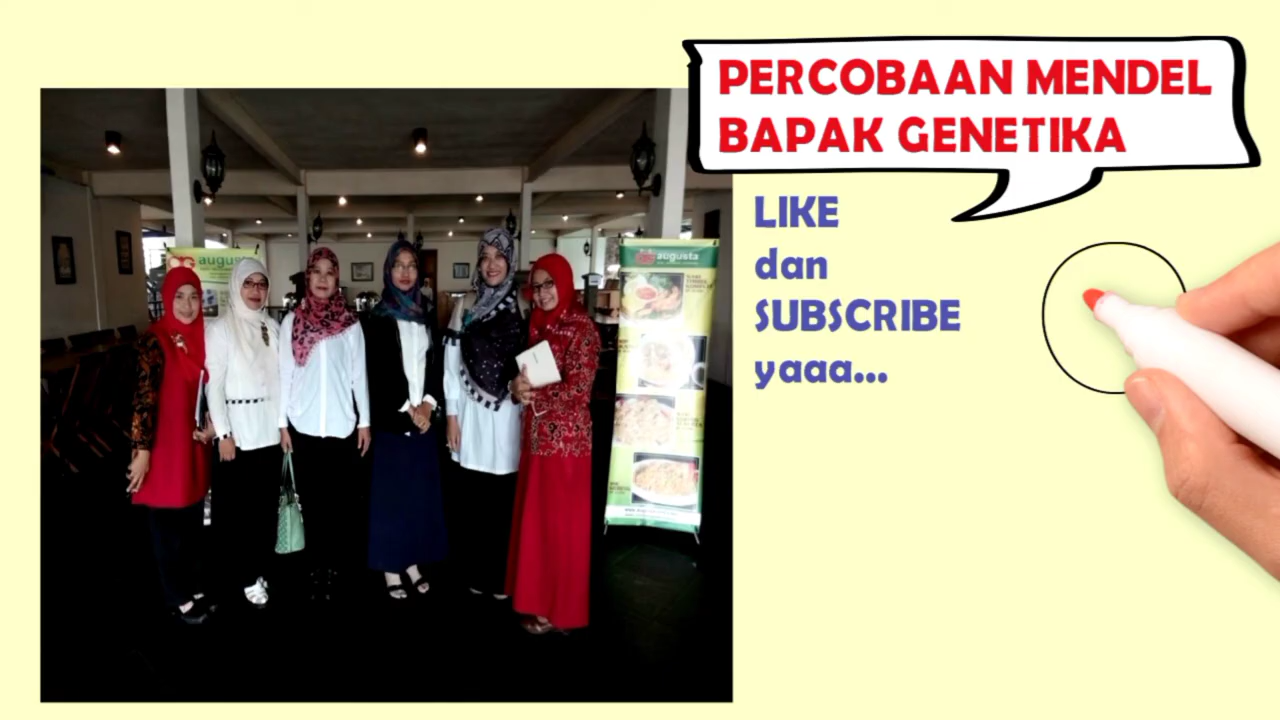 PERCOBAAN MENDEL
BAPAK GENETIKA
LIKE
dan
SUBSCRIBE
yaaa...
augusta
augusta